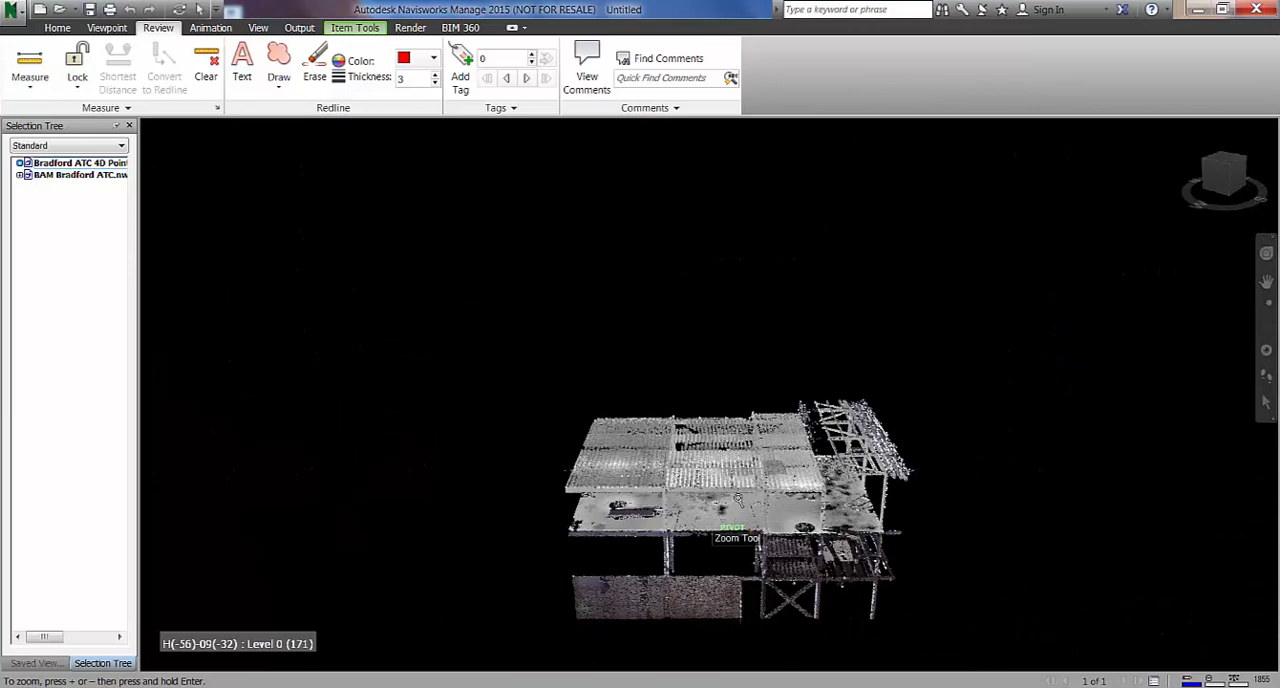 Autodesk Navisworks Manage 2015 (NOT FOR RESALE) Untitled
Type a keyword or phrase
Sign In
Home Viewpoint Review Animation View Output Item Tools Render BIM 360
Measure
Lock
Shortest Distance
Convert to Redline
Clear
Text
Draw
Erase
Color:
Thickness: 3
Add Tag
0
View Comments
Find Comments
Quick Find Comments
Measure
Redline
Tags
Comments
Selection Tree
Standard
Bradford ATC 4D Point
BAM Bradford ATC.nw
PIVOT
Zoom Tool
H(-56)-09(-32) : Level 0 (171)
Saved View... Selection Tree
To zoom, press + or – then press and hold Enter.
1 of 1
1855